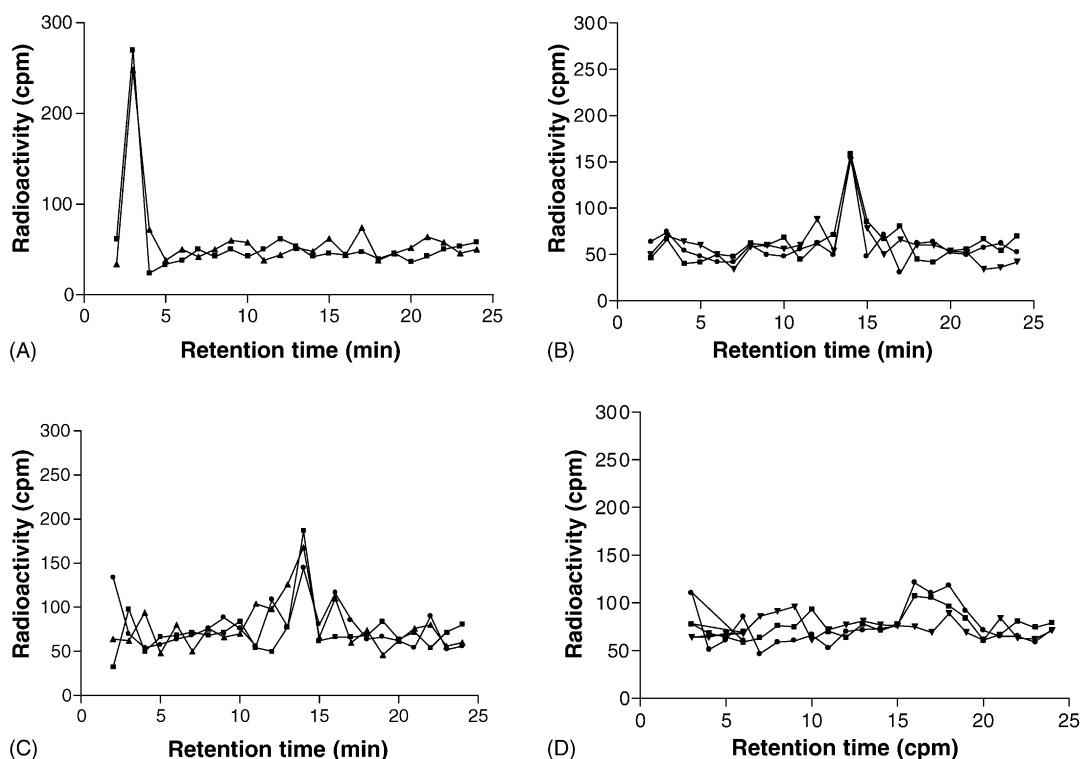 300
200
100
0
Radioactivity (cpm)
0 5 10 15 20 25
(A) Retention time (min)
300
250
200
150
100
50
0
Radioactivity (cpm)
0 5 10 15 20 25
(B) Retention time (min)
300
250
200
150
100
50
0
Radioactivity (cpm)
0 5 10 15 20 25
(C) Retention time (min)
300
250
200
150
100
50
0
Radioactivity (cpm)
0 5 10 15 20 25
(D) Retention time (cpm)